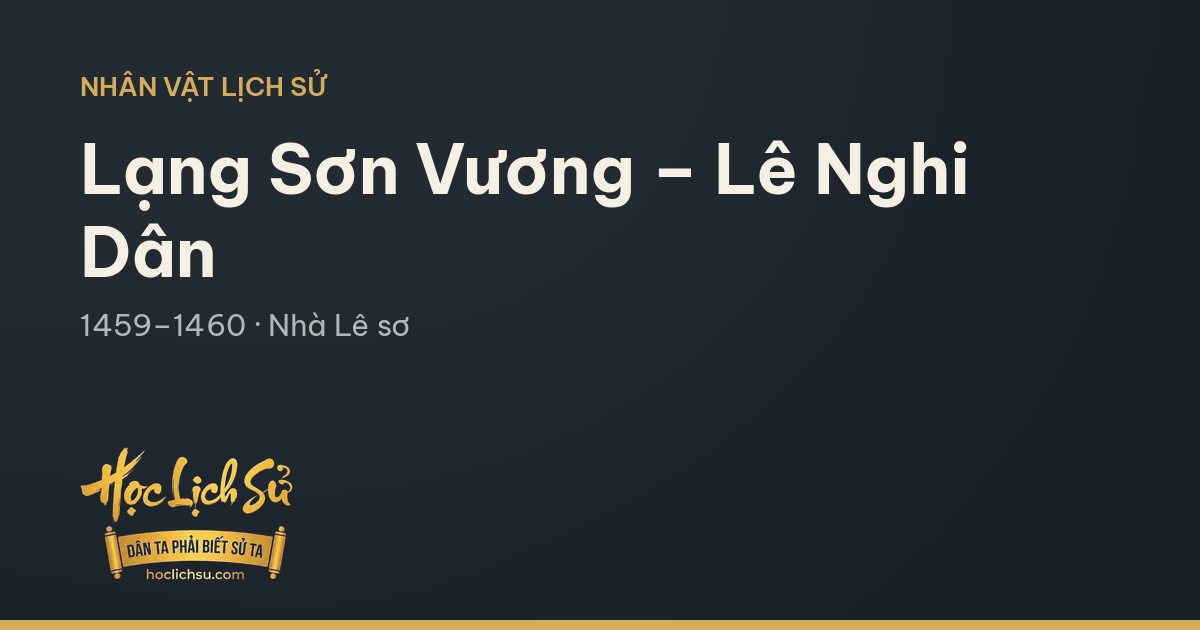 NHÂN VẬT LỊCH SỬ
Lạng Sơn Vương – Lê Nghi
Dân
1459–1460 · Nhà Lê sơ
Học Lịch Sử
DÂN TA PHẢI BIẾT SỬ TA
hoclichsu.com